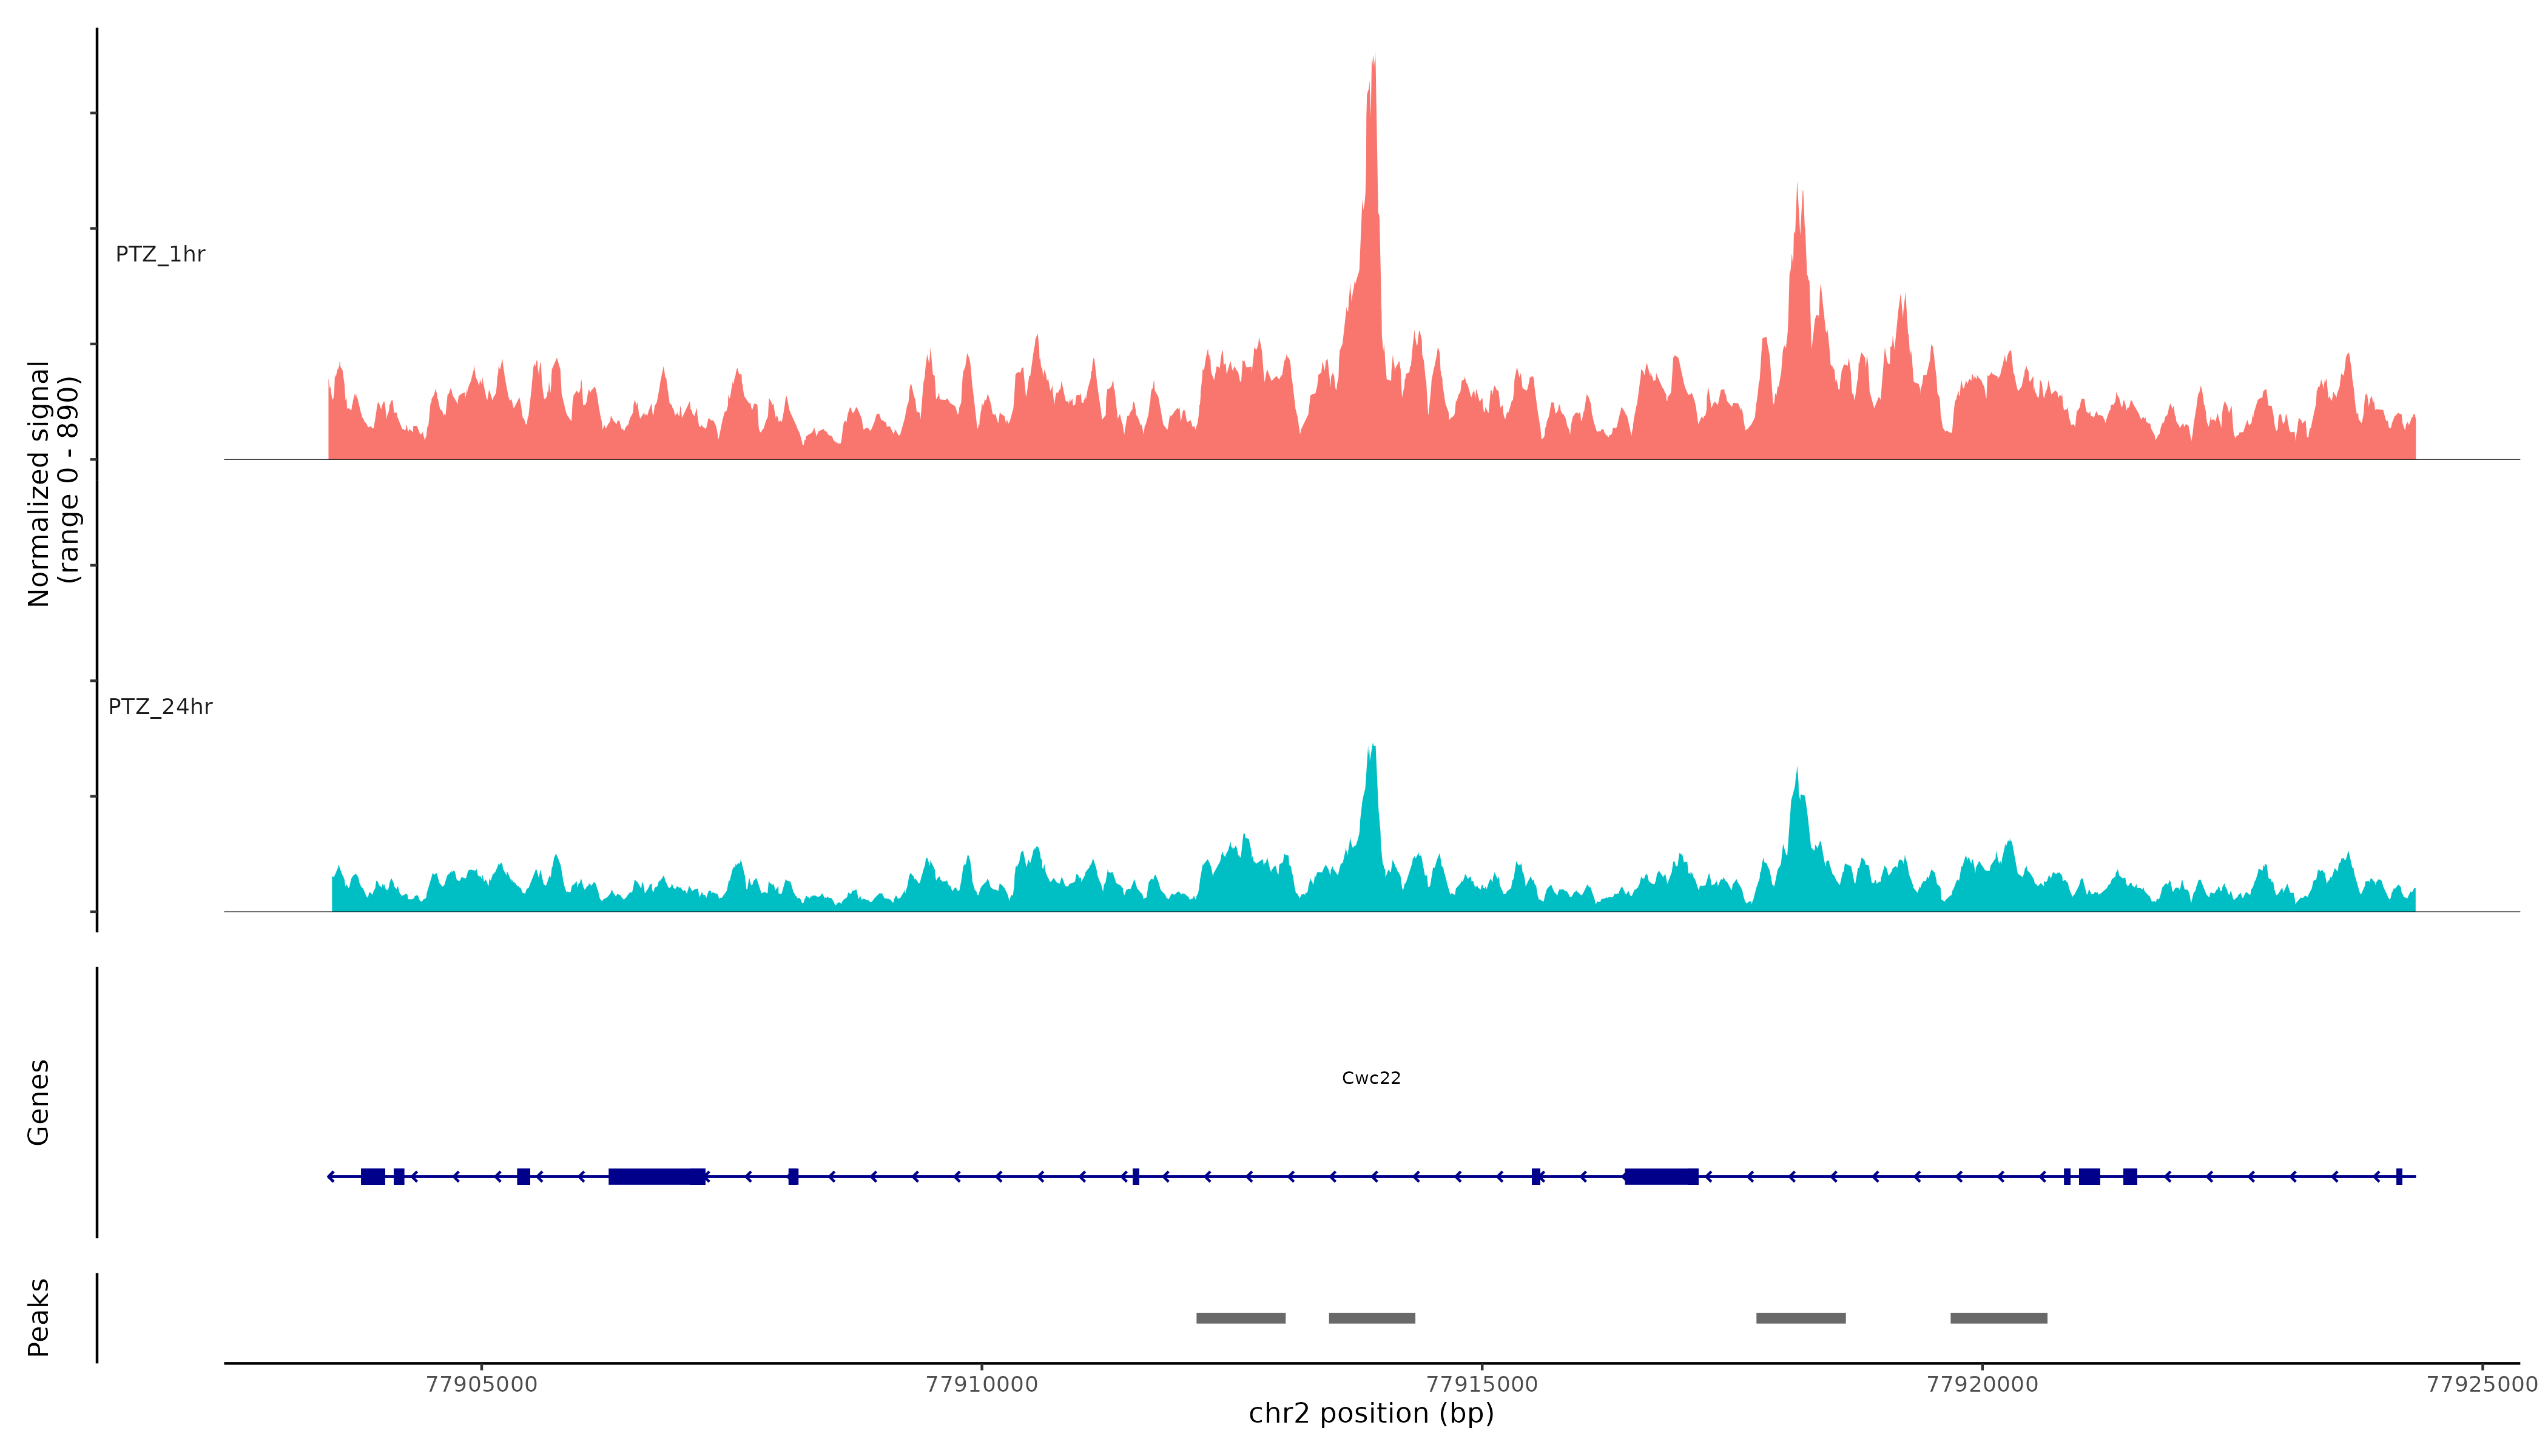 Normalized signal
(range 0 - 890)
PTZ_1hr
PTZ_24hr
Genes
Cwc22
Peaks
77905000
77910000
77915000
77920000
77925000
chr2 position (bp)